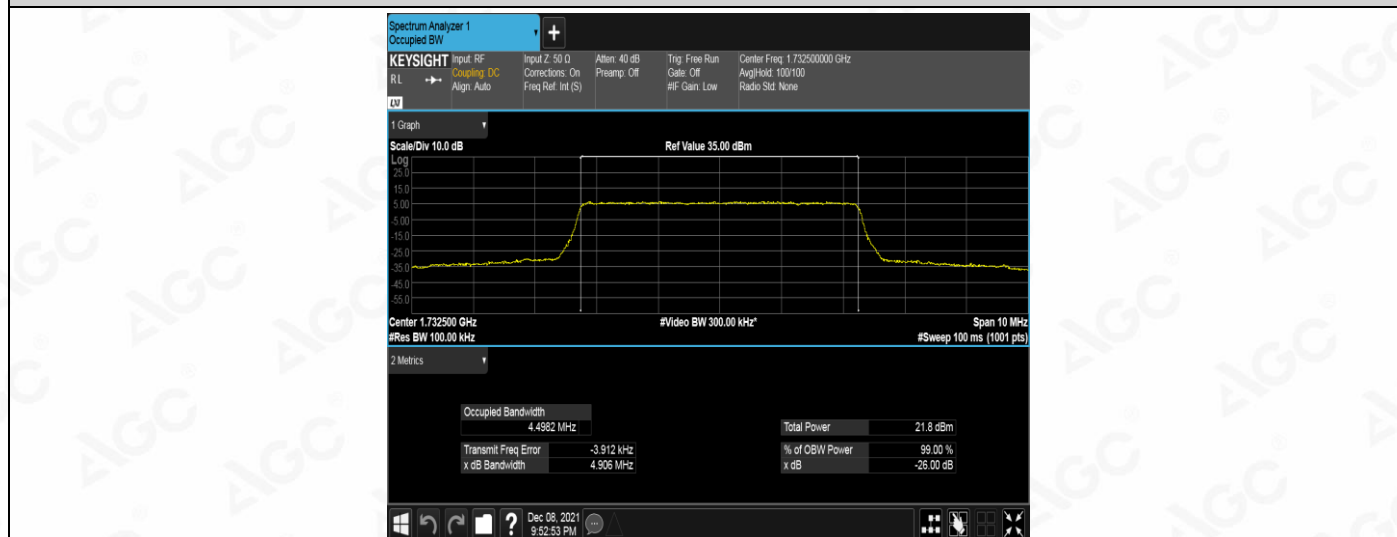 Spectrum Analyzer 1
Occupied BW
+
KEYSIGHT
RL
LXI
Input: RF
Coupling: DC
Align: Auto
Input Z: 50 Ω
Corrections: On
Freq Ref: Int (S)
Atten: 40 dB
Preamp: Off
Trig: Free Run
Gate: Off
#IF Gain: Low
Center Freq: 1.732500000 GHz
Avg|Hold: 100/100
Radio Std: None
1 Graph
Scale/Div 10.0 dB
Ref Value 35.00 dBm
Log
25.0
15.0
5.00
-5.00
-15.0
-25.0
-35.0
-45.0
-55.0
Center 1.732500 GHz
#Video BW 300.00 kHz*
Span 10 MHz
#Res BW 100.00 kHz
#Sweep 100 ms (1001 pts)
2 Metrics
Occupied Bandwidth
4.4982 MHz
Transmit Freq Error -3.912 kHz
x dB Bandwidth 4.906 MHz
Total Power 21.8 dBm
% of OBW Power 99.00 %
x dB -26.00 dB
?
Dec 08, 2021
9:52:53 PM
AGC